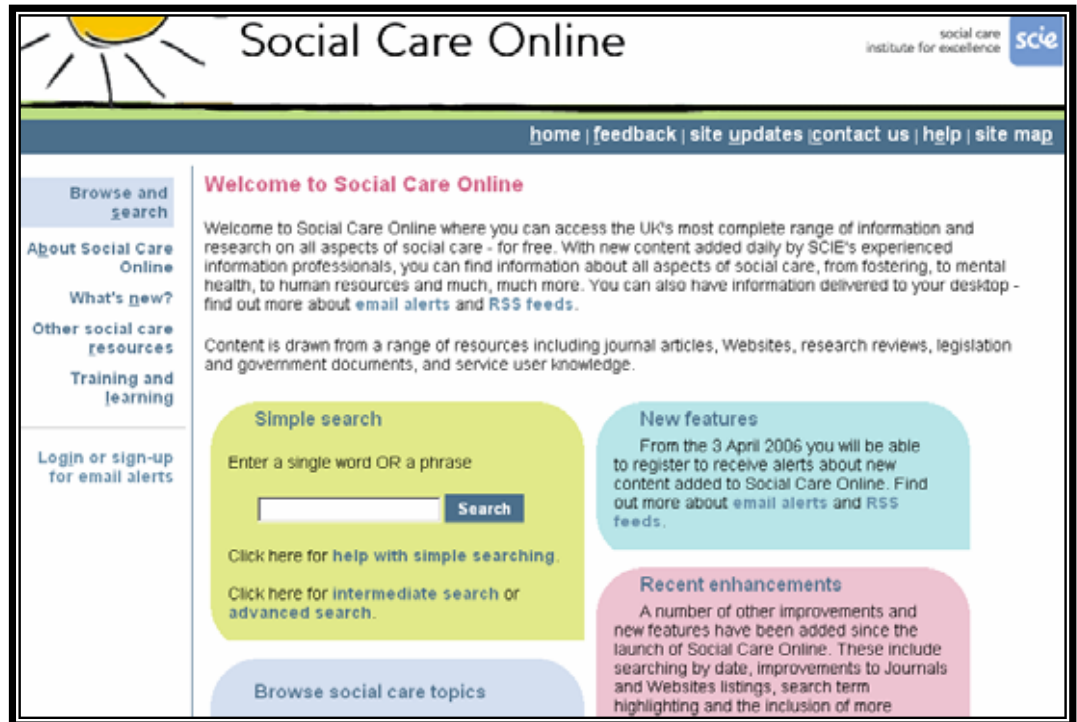 Social Care Online
social care
institute for excellence
scie
home | feedback | site updates | contact us | help | site map
Browse and
search
About Social Care
Online
What's new?
Other social care
resources
Training and
learning
Login or sign-up
for email alerts
Welcome to Social Care Online
Welcome to Social Care Online where you can access the UK's most complete range of information and
research on all aspects of social care - for free. With new content added daily by SCIE's experienced
information professionals, you can find information about all aspects of social care, from fostering, to mental
health, to human resources and much, much more. You can also have information delivered to your desktop -
find out more about email alerts and RSS feeds.
Content is drawn from a range of resources including journal articles, Websites, research reviews, legislation
and government documents, and service user knowledge.
Simple search
Enter a single word OR a phrase
Search
Click here for help with simple searching.
Click here for intermediate search or
advanced search.
Browse social care topics
New features
From the 3 April 2006 you will be able
to register to receive alerts about new
content added to Social Care Online. Find
out more about email alerts and RSS
feeds.
Recent enhancements
A number of other improvements and
new features have been added since the
launch of Social Care Online. These include
searching by date, improvements to Journals
and Websites listings, search term
highlighting and the inclusion of more